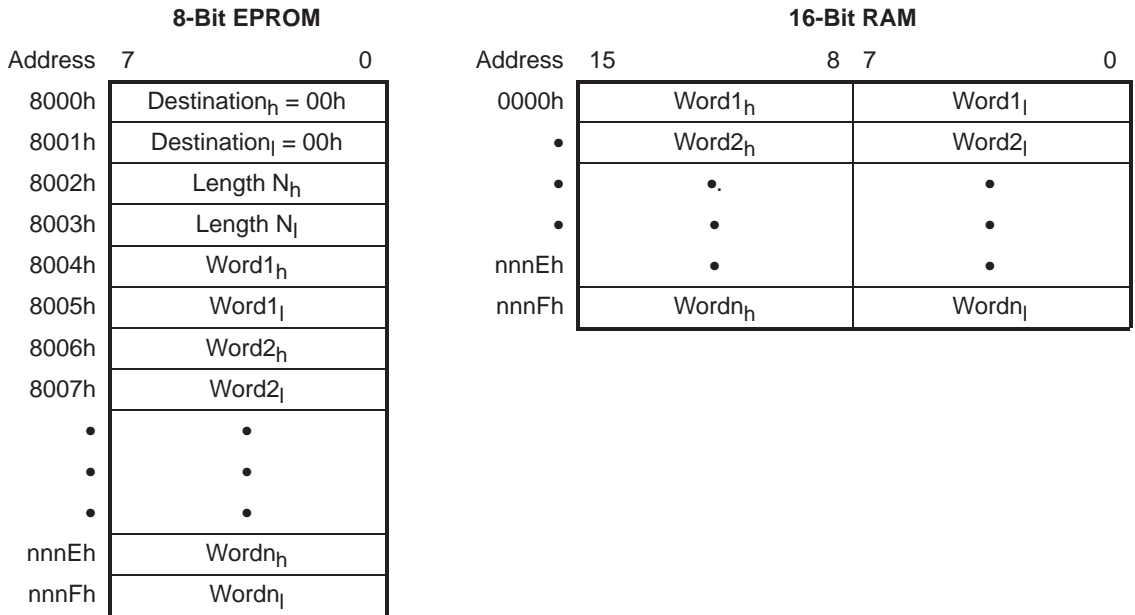 8-Bit EPROM
Address 7 0
8000h Destinationh = 00h
8001h Destinationl = 00h
8002h Length Nh
8003h Length Nl
8004h Word1h
8005h Word1l
8006h Word2h
8007h Word2l
• •
• •
• •
nnnEh Wordnh
nnnFh Wordnl
16-Bit RAM
Address 15 8 7 0
0000h Word1h Word1l
• Word2h Word2l
• •. •
• • •
nnnEh • •
nnnFh Wordnh Wordnl